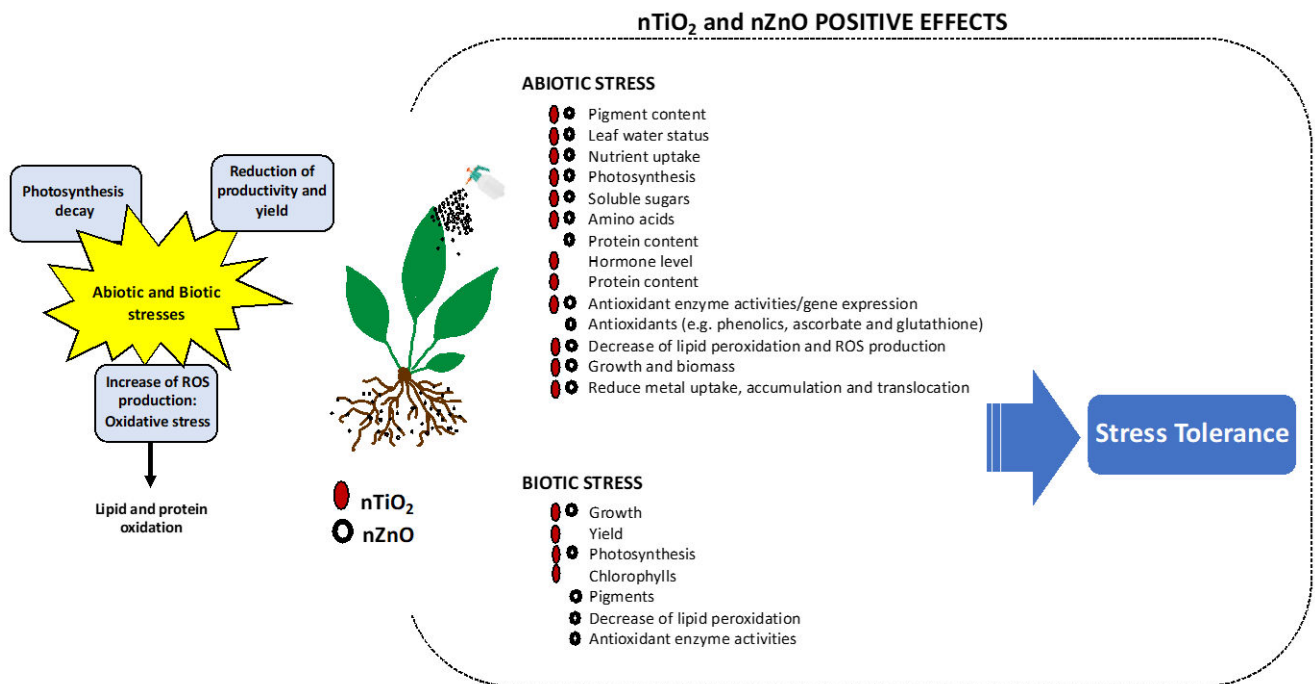 nTiO₂ and nZnO POSITIVE EFFECTS
Photosynthesis
decay
Reduction of
productivity and
yield
Abiotic and Biotic
stresses
Increase of ROS
production:
Oxidative stress
Lipid and protein
oxidation
nTiO₂
nZnO
ABIOTIC STRESS
Pigment content
Leaf water status
Nutrient uptake
Photosynthesis
Soluble sugars
Amino acids
Protein content
Hormone level
Protein content
Antioxidant enzyme activities/gene expression
Antioxidants (e.g. phenolics, ascorbate and glutathione)
Decrease of lipid peroxidation and ROS production
Growth and biomass
Reduce metal uptake, accumulation and translocation
BIOTIC STRESS
Growth
Yield
Photosynthesis
Chlorophylls
Pigments
Decrease of lipid peroxidation
Antioxidant enzyme activities
Stress Tolerance